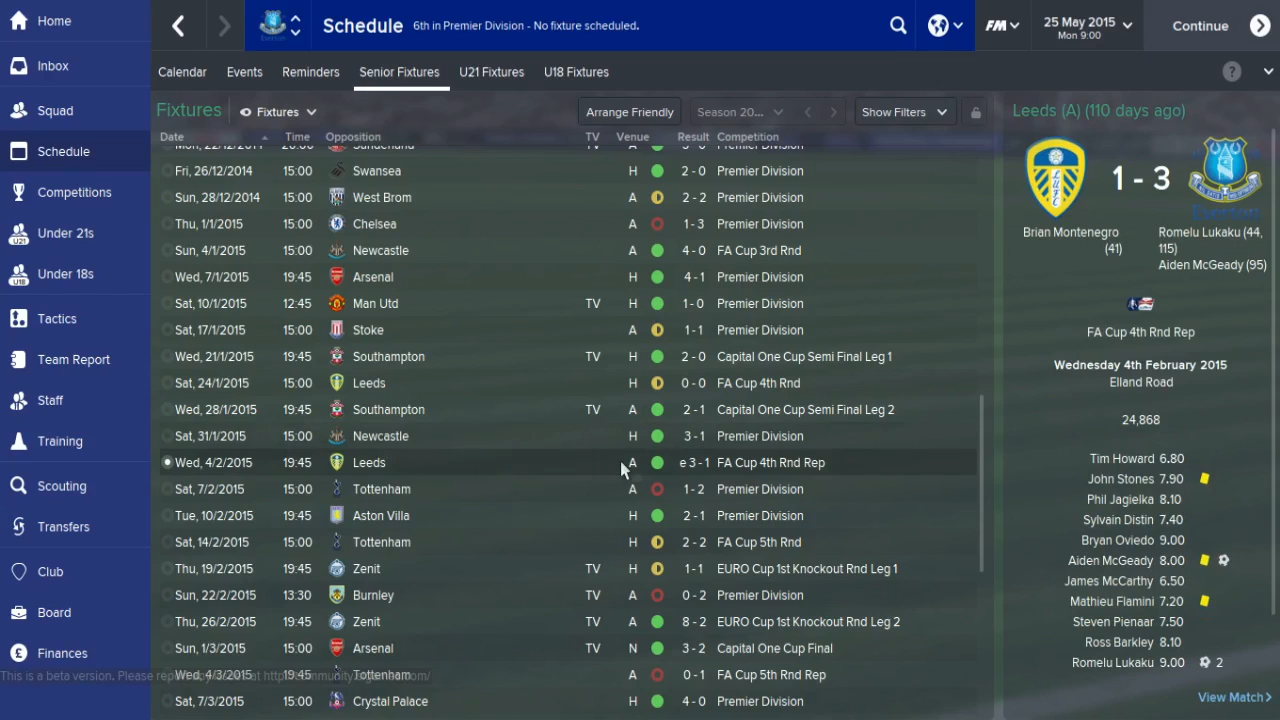 Home
Inbox
Squad
Schedule
Competitions
Under 21s
Under 18s
Tactics
Team Report
Staff
Training
Scouting
Transfers
Club
Board
Finances
Schedule 6th in Premier Division - No fixture scheduled.
FM
25 May 2015
Mon 9:00
Continue
Calendar Events Reminders Senior Fixtures U21 Fixtures U18 Fixtures ?
Fixtures Fixtures Arrange Friendly Season 20... Show Filters
Date Time Opposition TV Venue Result Competition
Mon, 22/12/2014 20:00 Sunderland TV A Premier Division
Fri, 26/12/2014 15:00 Swansea H 2 - 0 Premier Division
Sun, 28/12/2014 15:00 West Brom A 2 - 2 Premier Division
Thu, 1/1/2015 15:00 Chelsea A 1 - 3 Premier Division
Sun, 4/1/2015 15:00 Newcastle A 4 - 0 FA Cup 3rd Rnd
Wed, 7/1/2015 19:45 Arsenal H 4 - 1 Premier Division
Sat, 10/1/2015 12:45 Man Utd TV H 1 - 0 Premier Division
Sat, 17/1/2015 15:00 Stoke A 1 - 1 Premier Division
Wed, 21/1/2015 19:45 Southampton TV H 2 - 0 Capital One Cup Semi Final Leg 1
Sat, 24/1/2015 15:00 Leeds H 0 - 0 FA Cup 4th Rnd
Wed, 28/1/2015 19:45 Southampton TV A 2 - 1 Capital One Cup Semi Final Leg 2
Sat, 31/1/2015 15:00 Newcastle H 3 - 1 Premier Division
Wed, 4/2/2015 19:45 Leeds A e 3 - 1 FA Cup 4th Rnd Rep
Sat, 7/2/2015 15:00 Tottenham A 1 - 2 Premier Division
Tue, 10/2/2015 19:45 Aston Villa H 2 - 1 Premier Division
Sat, 14/2/2015 15:00 Tottenham H 2 - 2 FA Cup 5th Rnd
Thu, 19/2/2015 19:45 Zenit TV H 1 - 1 EURO Cup 1st Knockout Rnd Leg 1
Sun, 22/2/2015 13:30 Burnley TV A 0 - 2 Premier Division
Thu, 26/2/2015 19:45 Zenit TV A 8 - 2 EURO Cup 1st Knockout Rnd Leg 2
Sun, 1/3/2015 15:00 Arsenal TV N 3 - 2 Capital One Cup Final
Wed, 4/3/2015 19:45 Tottenham A 0 - 1 FA Cup 5th Rnd Rep
Sat, 7/3/2015 15:00 Crystal Palace H 4 - 0 Premier Division
This is a beta version. Please
Leeds (A) (110 days ago)
LUFC
1 - 3
Everton
Brian Montenegro (41)
Romelu Lukaku (44, 115)
Aiden McGeady (95)
FA Cup 4th Rnd Rep
Wednesday 4th February 2015
Elland Road
24,868
Tim Howard 6.80
John Stones 7.90
Phil Jagielka 8.10
Sylvain Distin 7.40
Bryan Oviedo 9.00
Aiden McGeady 8.00
James McCarthy 6.50
Mathieu Flamini 7.20
Steven Pienaar 7.50
Ross Barkley 8.10
Romelu Lukaku 9.00 2
View Match